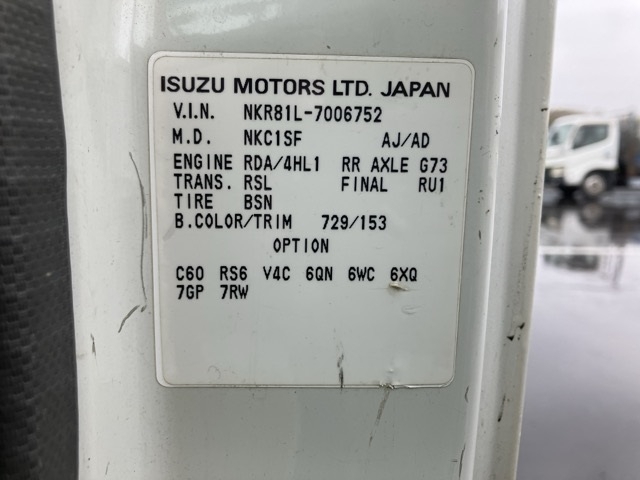 ISUZU MOTORS LTD. JAPAN
V.I.N. NKR81L-7006752
M.D. NKC1SF AJ/AD
ENGINE RDA/4HL1 RR AXLE G73
TRANS. RSL FINAL RU1
TIRE BSN
B.COLOR/TRIM 729/153
OPTION
C60 RS6 V4C 6QN 6WC 6XQ
7GP 7RW